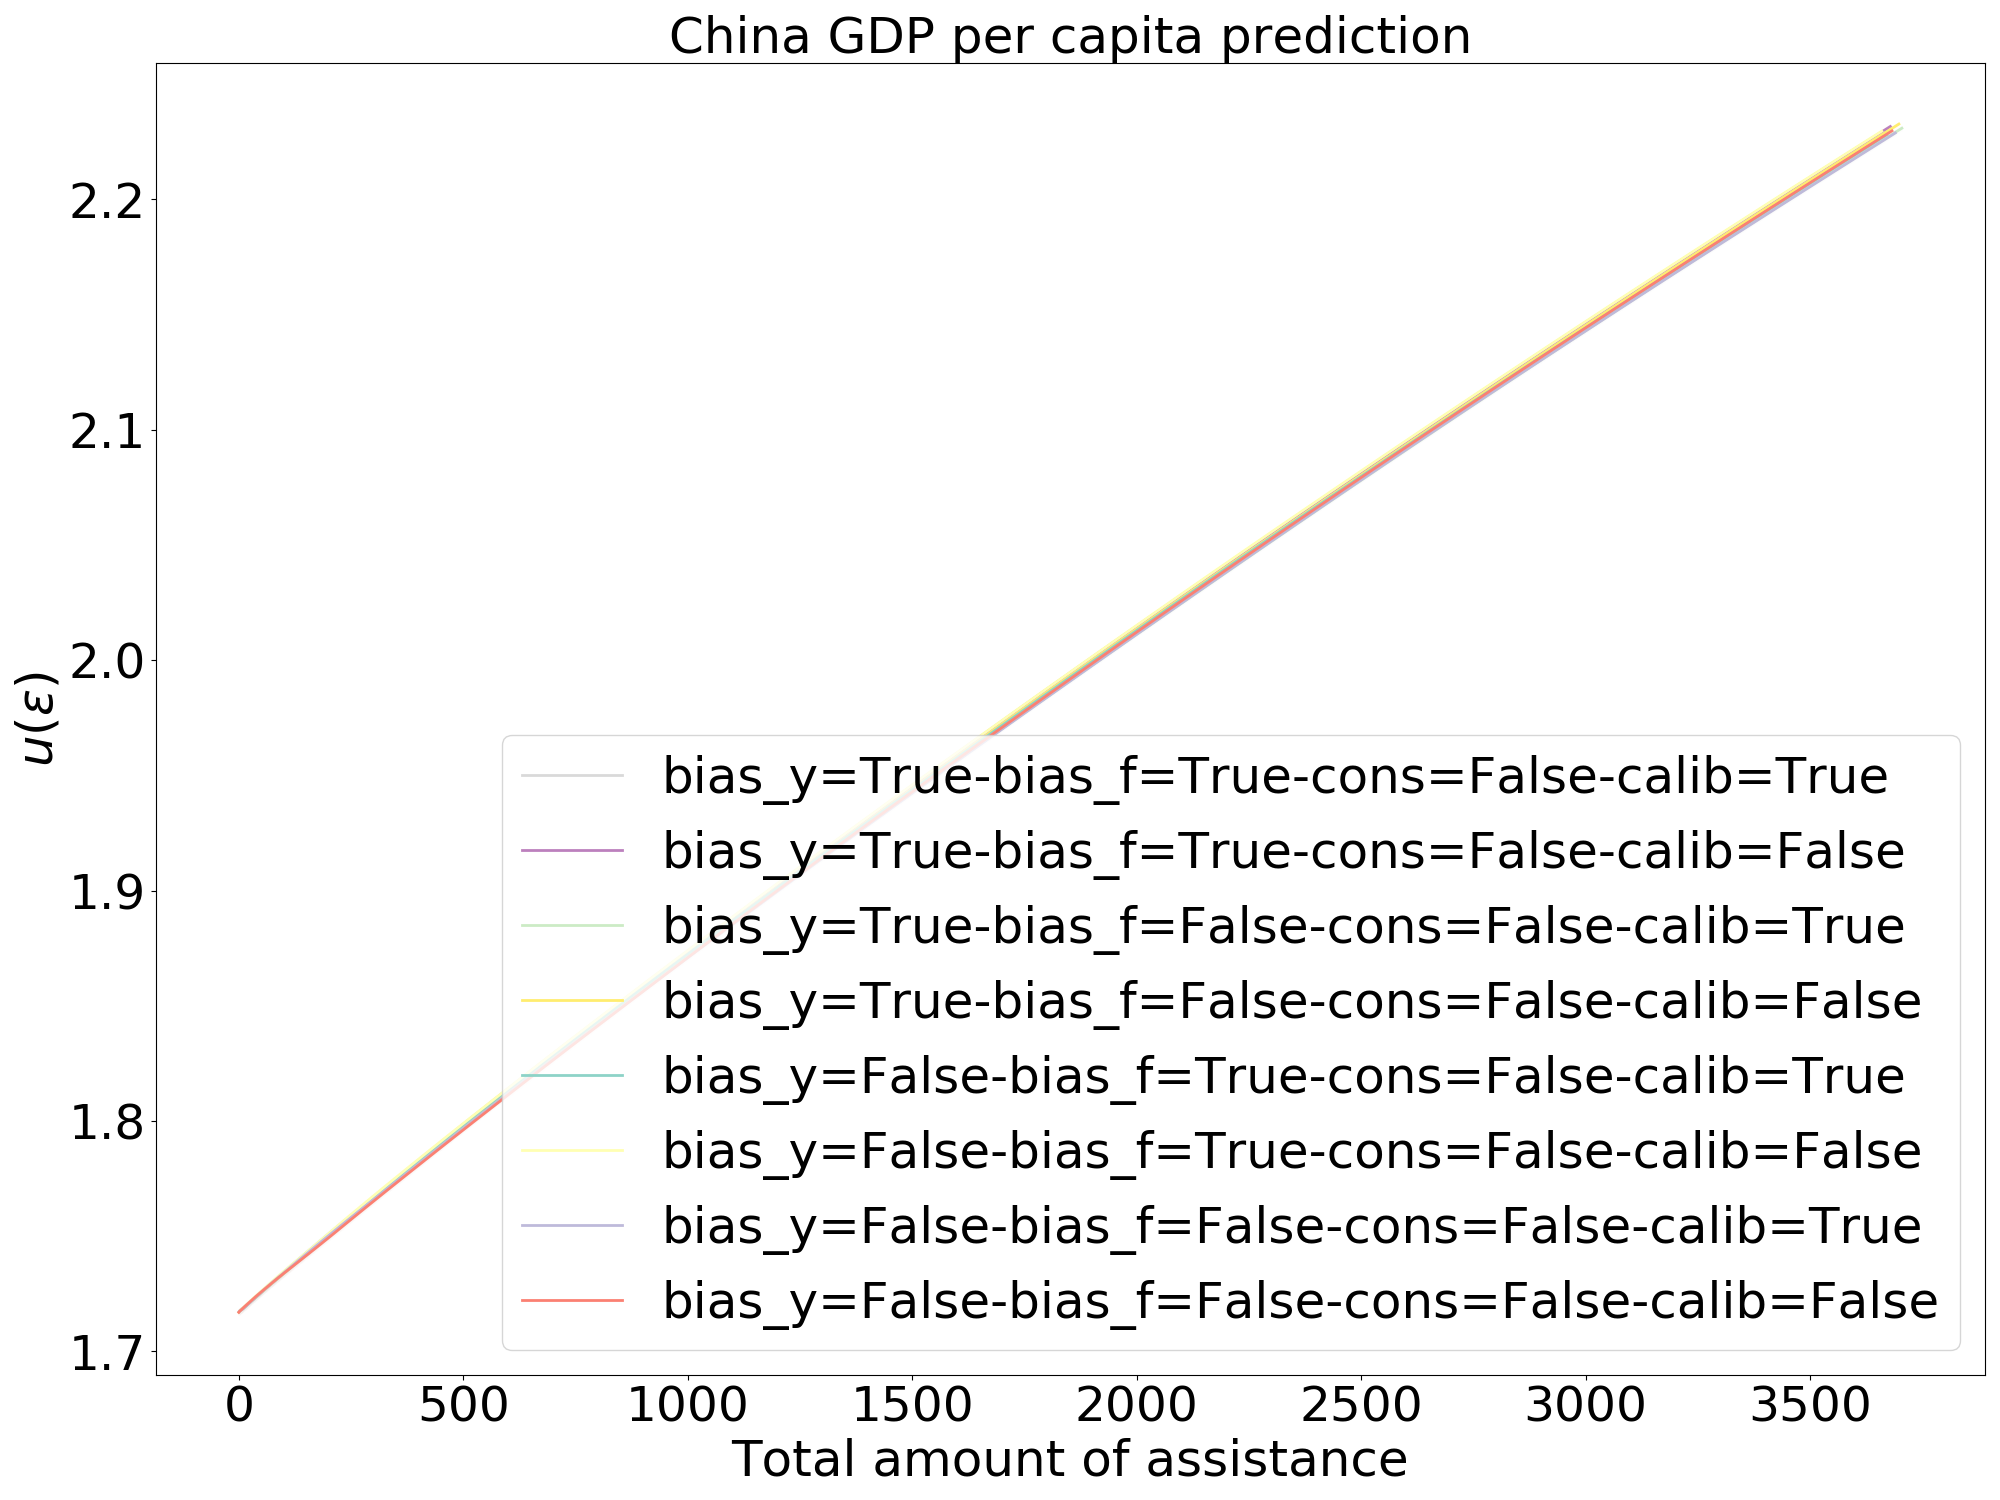 China GDP per capita prediction
u(ε)
2.2
2.1
2.0
1.9
1.8
1.7
bias_y=True-bias_f=True-cons=False-calib=True
bias_y=True-bias_f=True-cons=False-calib=False
bias_y=True-bias_f=False-cons=False-calib=True
bias_y=True-bias_f=False-cons=False-calib=False
bias_y=False-bias_f=True-cons=False-calib=True
bias_y=False-bias_f=True-cons=False-calib=False
bias_y=False-bias_f=False-cons=False-calib=True
bias_y=False-bias_f=False-cons=False-calib=False
0 500 1000 1500 2000 2500 3000 3500
Total amount of assistance